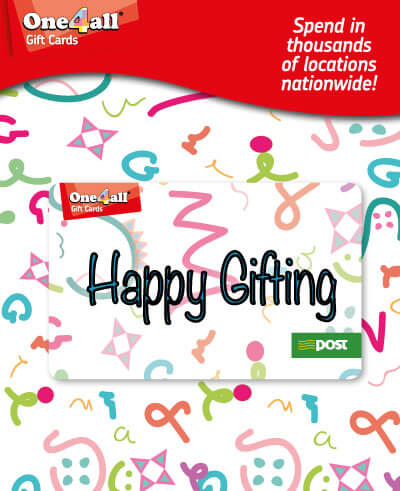 One4all®
Gift Cards
Spend in
thousands
of locations
nationwide!
One4all®
Gift Cards
Happy Gifting
post